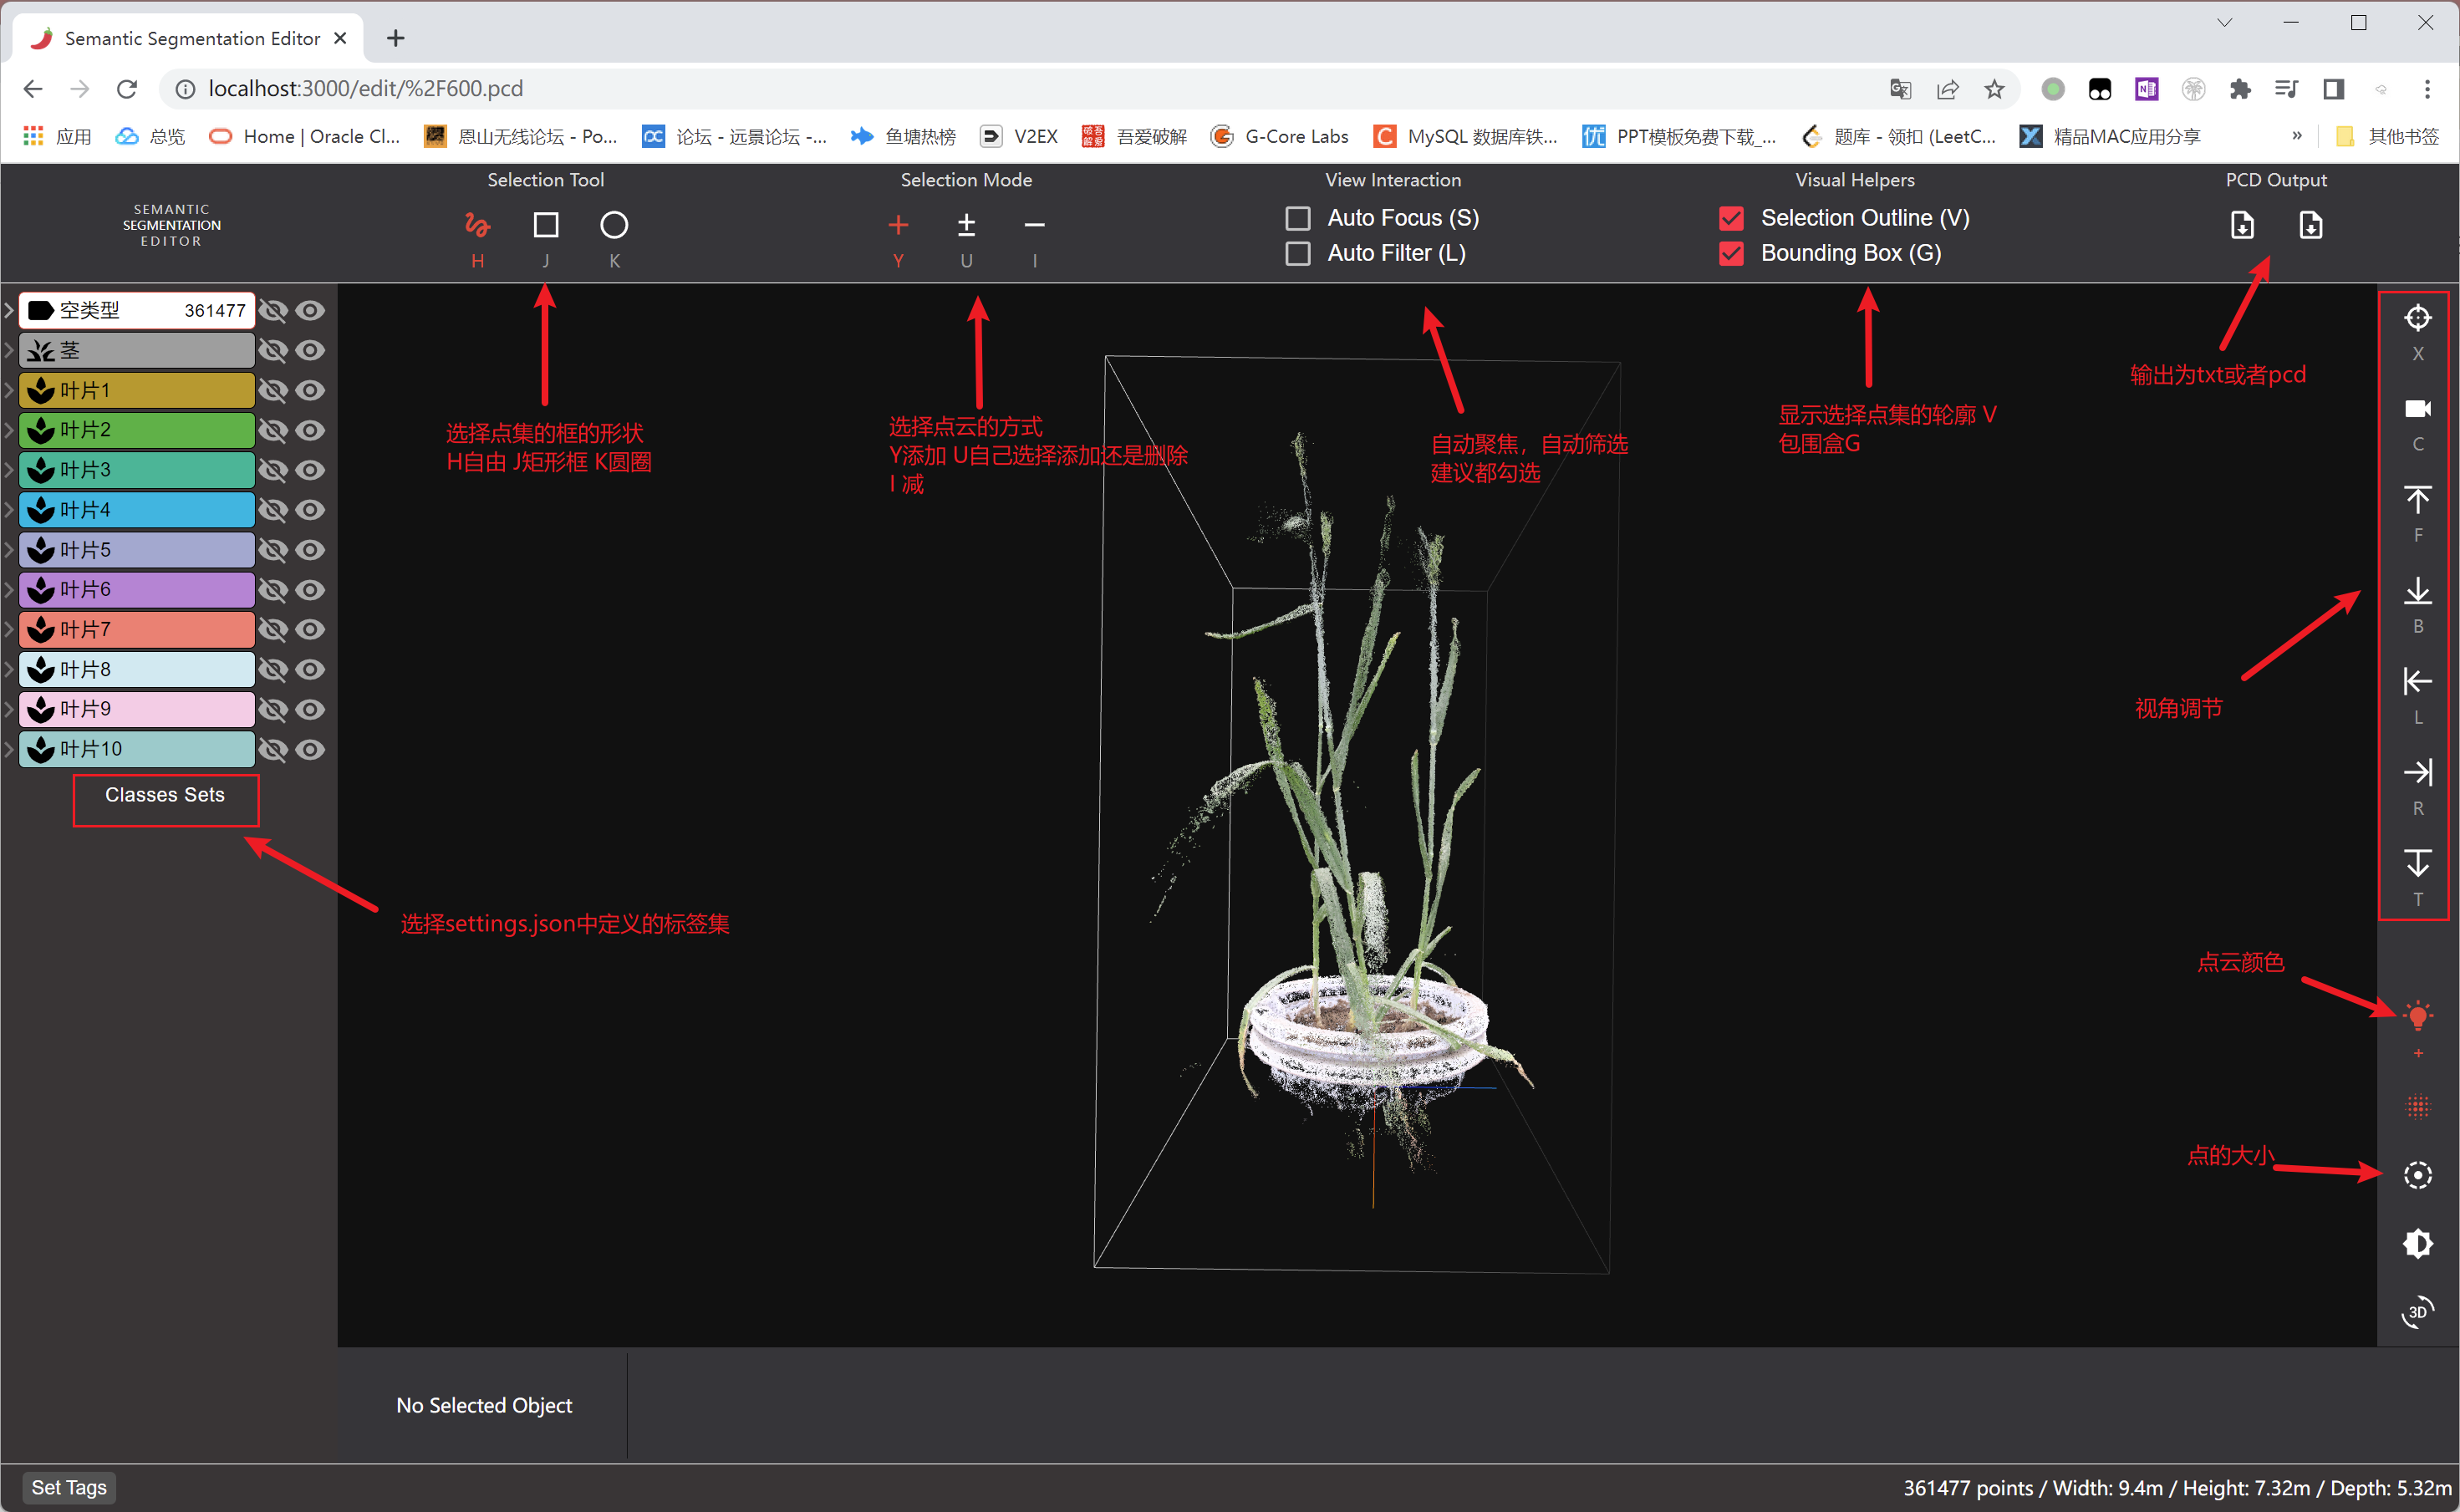 Semantic Segmentation Editor
localhost:3000/edit/%2F600.pcd
应用
总览
Home | Oracle Cl...
恩山无线论坛 - Po...
论坛 - 远景论坛 -...
鱼塘热榜
V2EX
吾爱破解
G-Core Labs
MySQL 数据库铁...
PPT模板免费下载_...
题库 - 领扣 (LeetC...
精品MAC应用分享
»
其他书签
SEMANTIC
SEGMENTATION
EDITOR
Selection Tool
H J K
Selection Mode
Y U I
View Interaction
Auto Focus (S)
Auto Filter (L)
Visual Helpers
Selection Outline (V)
Bounding Box (G)
PCD Output
空类型 361477
茎
叶片1
叶片2
叶片3
叶片4
叶片5
叶片6
叶片7
叶片8
叶片9
叶片10
Classes Sets
选择settings.json中定义的标签集
选择点集的框的形状
H自由 J矩形框 K圆圈
选择点云的方式
Y添加 U自己选择添加还是删除
I 减
自动聚焦，自动筛选
建议都勾选
显示选择点集的轮廓 V
包围盒G
输出为txt或者pcd
视角调节
点云颜色
点的大小
X
C
F
B
L
R
T
+
3D
No Selected Object
Set Tags
361477 points / Width: 9.4m / Height: 7.32m / Depth: 5.32m